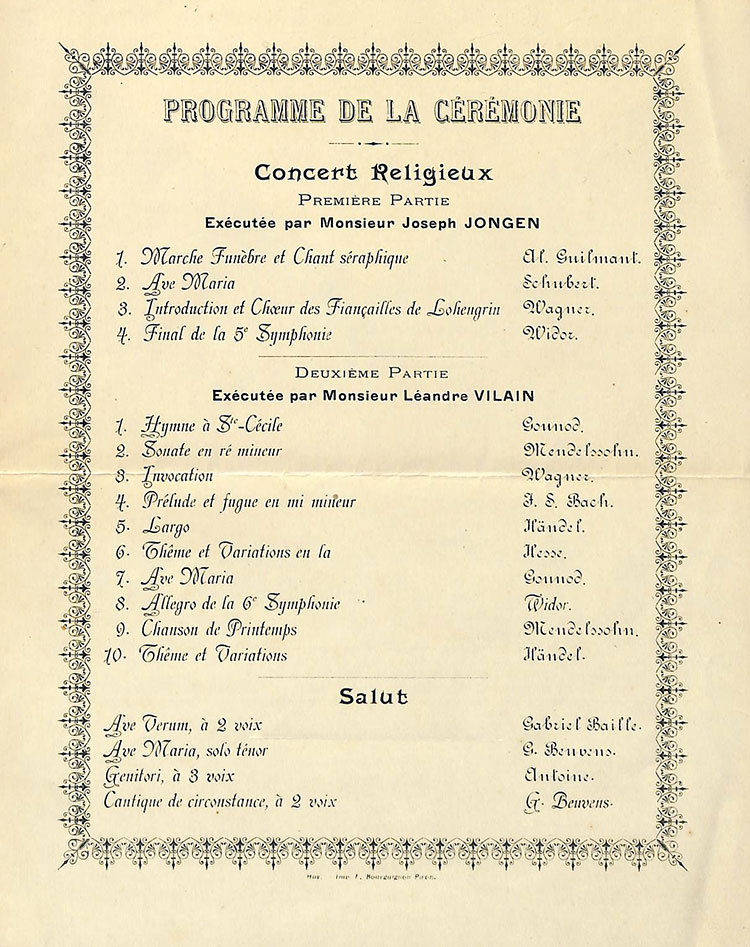 PROGRAMME DE LA CÉRÉMONIE
Concert Religieux
PREMIÈRE PARTIE
Exécutée par Monsieur Joseph JONGEN
1. Marche Funèbre et Chant séraphique Al. Guilmant.
2. Ave Maria Schubert.
3. Introduction et Chœur des Fiançailles de Lohengrin Wagner.
4. Final de la 5e Symphonie Widor.
DEUXIÈME PARTIE
Exécutée par Monsieur Léandre VILAIN
1. Hymne à Ste-Cécile Gounod.
2. Sonate en ré mineur Mendelssohn.
3. Invocation Wagner.
4. Prélude et fugue en mi mineur J. S. Bach.
5. Largo Händel.
6. Thême et Variations en la Hesse.
7. Ave Maria Gounod.
8. Allegro de la 6e Symphonie Widor.
9. Chanson de Printemps Mendelssohn.
10. Thême et Variations Händel.
Salut
Ave Verum, à 2 voix Gabriel Baille.
Ave Maria, solo ténor G. Beuvens.
Genitori, à 3 voix Antoine.
Cantique de circonstance, à 2 voix G. Beuvens.
Huy. Imp F. Bourguignon Piron.